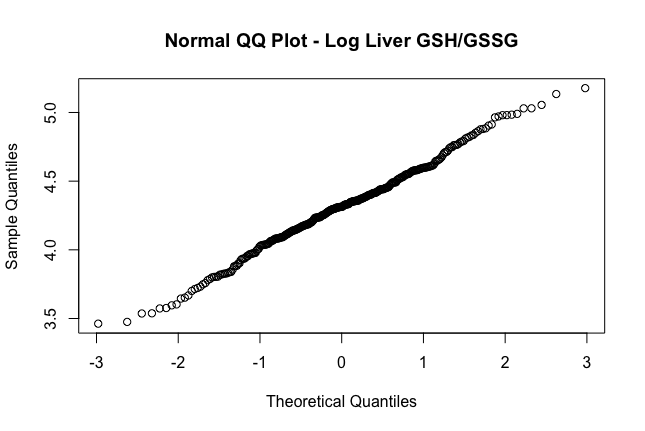 Normal QQ Plot - Log Liver GSH/GSSG
Sample Quantiles
5.0
4.5
4.0
3.5
-3 -2 -1 0 1 2 3
Theoretical Quantiles